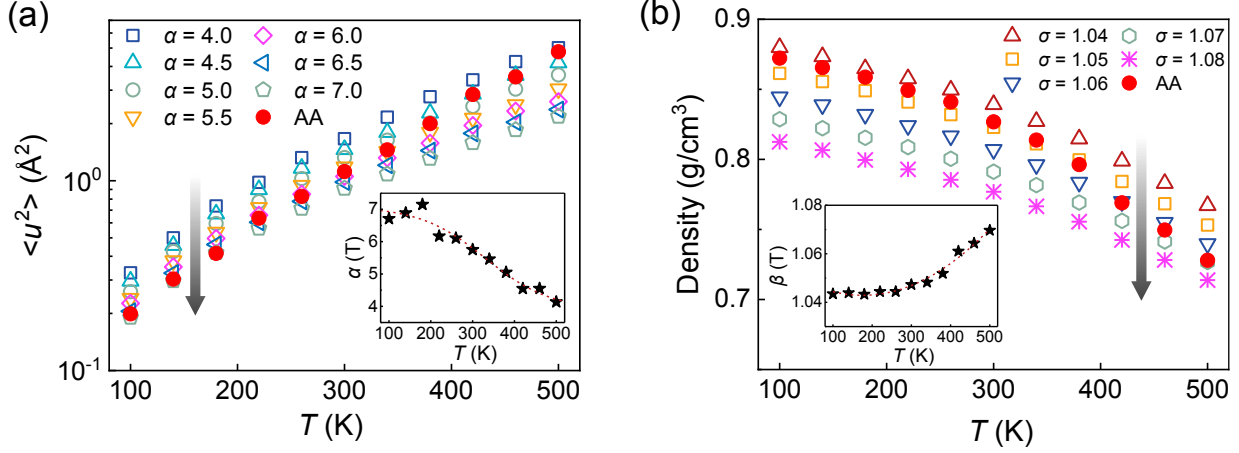 (a)
<u²> (Å²)
10⁰
10⁻¹
α = 4.0
α = 4.5
α = 5.0
α = 5.5
α = 6.0
α = 6.5
α = 7.0
AA
α (T)
7
6
5
4
100 200 300 400 500
T (K)
100 200 300 400 500
T (K)
(b)
Density (g/cm³)
0.9
0.8
0.7
σ = 1.04
σ = 1.05
σ = 1.06
σ = 1.07
σ = 1.08
AA
β (T)
1.08
1.06
1.04
100 200 300 400 500
T (K)
100 200 300 400 500
T (K)